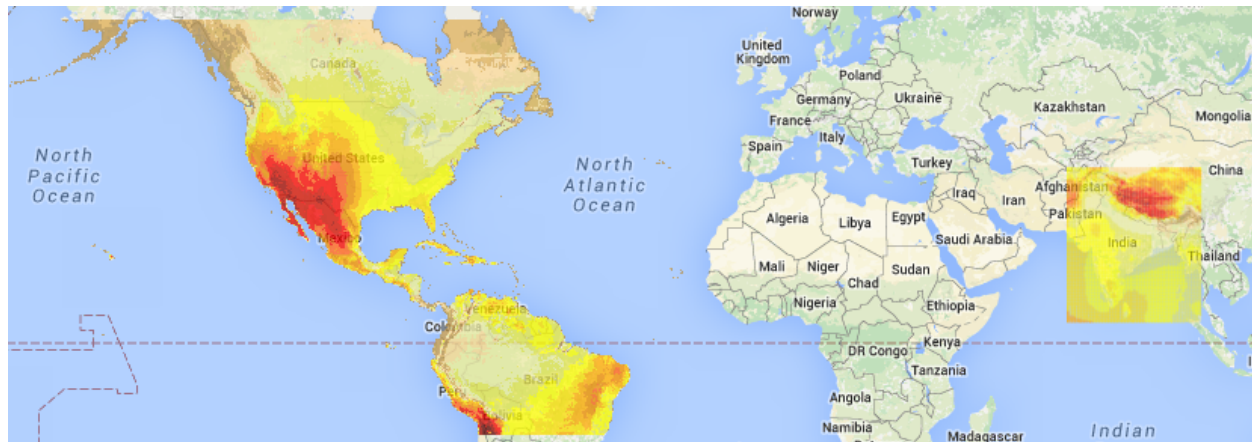 Norway
United
Kingdom
Canada
Poland
Germany
Ukraine
Kazakhstan
France
Mongolia
Italy
North
Pacific
Ocean
United States
North
Atlantic
Ocean
Spain
Turkey
China
Afghanistan
Iraq
Iran
Pakistan
Algeria
Libya
Egypt
Saudi Arabia
Mexico
India
Thailand
Mali
Niger
Sudan
Chad
Nigeria
Ethiopia
Venezuela
Colombia
Kenya
DR Congo
Tanzania
Brazil
Peru
Angola
Bolivia
Namibia
Madagascar
Indian